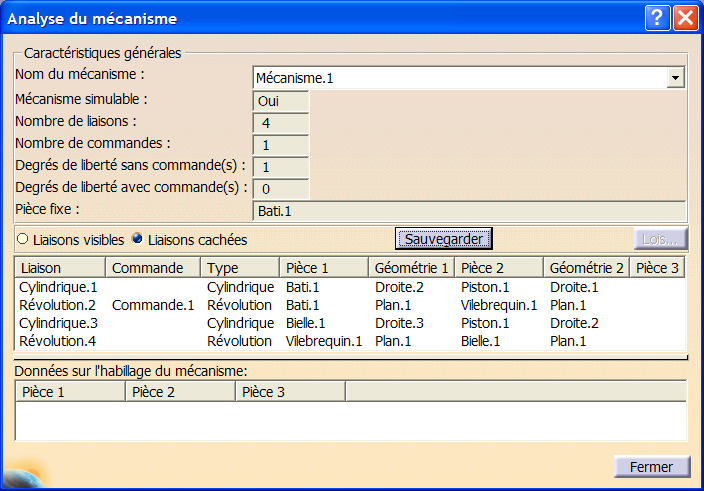 Analyse du mécanisme
Caractéristiques générales
Nom du mécanisme : Mécanisme.1
Mécanisme simulable : Oui
Nombre de liaisons : 4
Nombre de commandes : 1
Degrés de liberté sans commande(s) : 1
Degrés de liberté avec commande(s) : 0
Pièce fixe : Bati.1
Liaisons visibles Liaisons cachées Sauvegarder Lois...
Liaison Commande Type Pièce 1 Géométrie 1 Pièce 2 Géométrie 2 Pièce 3
Cylindrique.1 Cylindrique Bati.1 Droite.2 Piston.1 Droite.1
Révolution.2 Commande.1 Révolution Bati.1 Plan.1 Vilebrequin.1 Plan.1
Cylindrique.3 Cylindrique Bielle.1 Droite.3 Piston.1 Droite.2
Révolution.4 Révolution Vilebrequin.1 Plan.1 Bielle.1 Plan.1
Données sur l'habillage du mécanisme:
Pièce 1 Pièce 2 Pièce 3
Fermer